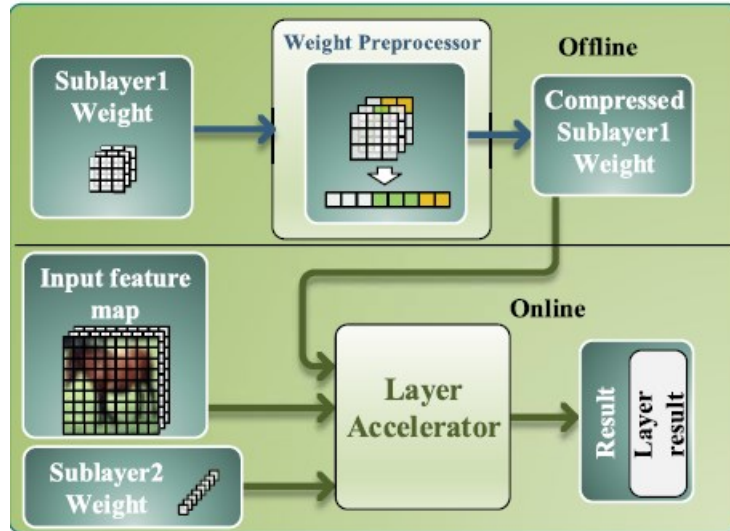 Sublayer1
Weight
Weight Preprocessor
Offline
Compressed
Sublayer1
Weight
Input feature
map
Online
Layer
Accelerator
Result
Layer
result
Sublayer2
Weight